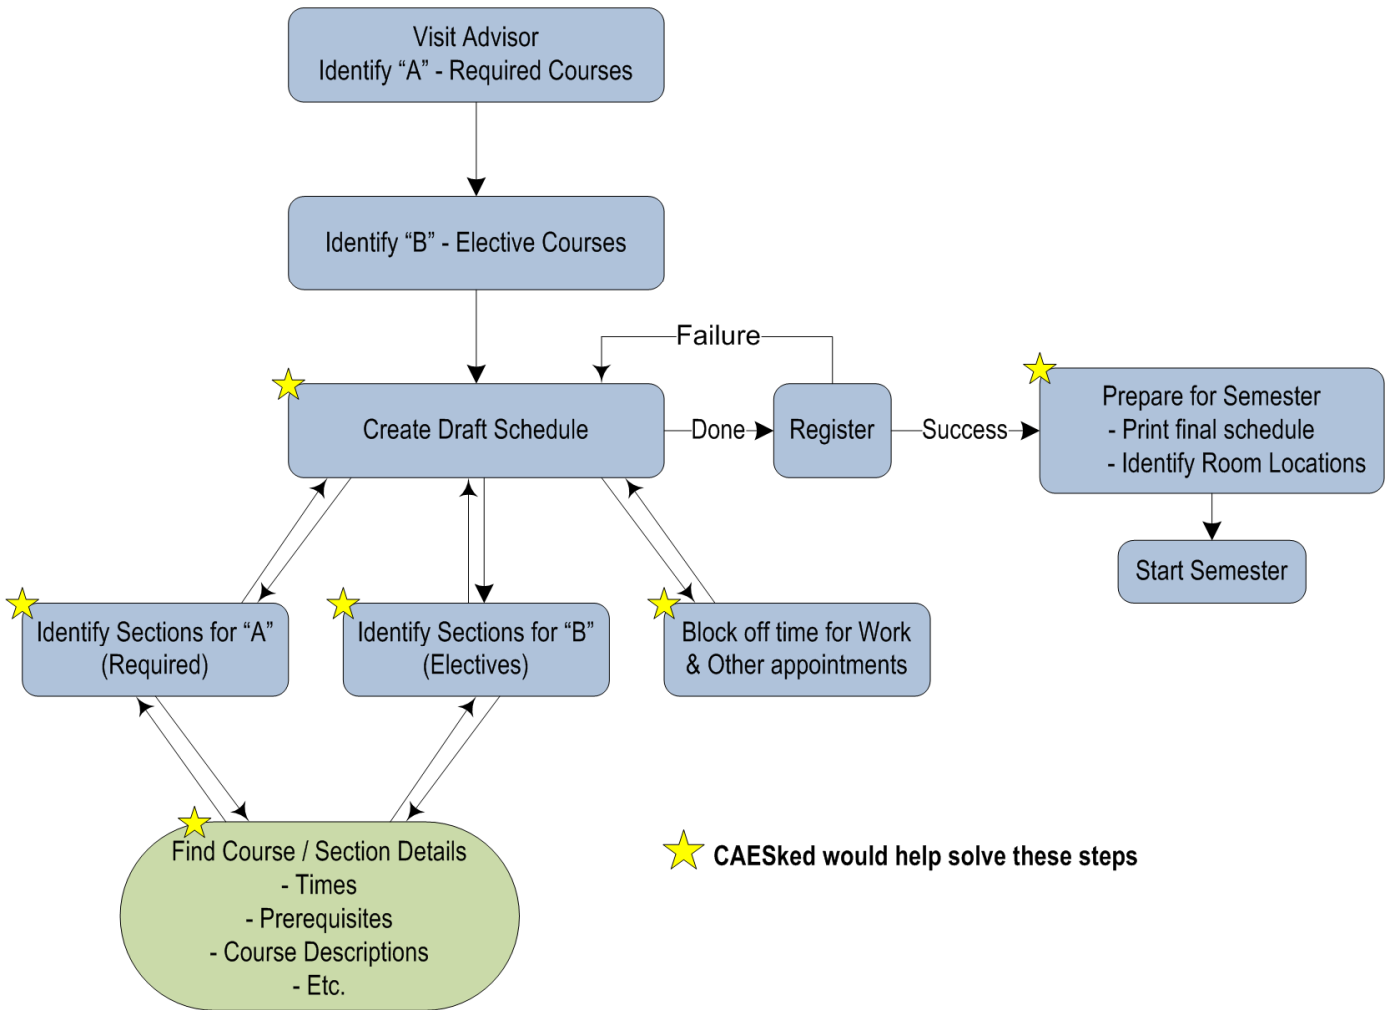 Visit Advisor
Identify “A” - Required Courses
Identify “B” - Elective Courses
Failure
Create Draft Schedule
Done
Register
Success
Prepare for Semester
- Print final schedule
- Identify Room Locations
Start Semester
Identify Sections for “A”
(Required)
Identify Sections for “B”
(Electives)
Block off time for Work
& Other appointments
Find Course / Section Details
- Times
- Prerequisites
- Course Descriptions
- Etc.
CAESked would help solve these steps